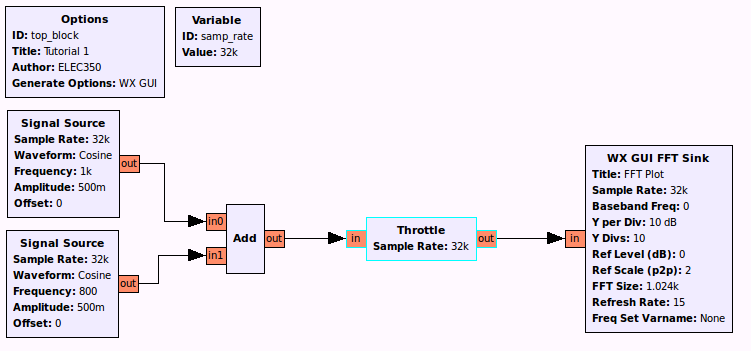 Options
ID: top_block
Title: Tutorial 1
Author: ELEC350
Generate Options: WX GUI
Variable
ID: samp_rate
Value: 32k
Signal Source
Sample Rate: 32k
Waveform: Cosine
Frequency: 1k
Amplitude: 500m
Offset: 0
out
Signal Source
Sample Rate: 32k
Waveform: Cosine
Frequency: 800
Amplitude: 500m
Offset: 0
out
in0
in1
Add
out
in
Throttle
Sample Rate: 32k
out
in
WX GUI FFT Sink
Title: FFT Plot
Sample Rate: 32k
Baseband Freq: 0
Y per Div: 10 dB
Y Divs: 10
Ref Level (dB): 0
Ref Scale (p2p): 2
FFT Size: 1.024k
Refresh Rate: 15
Freq Set Varname: None